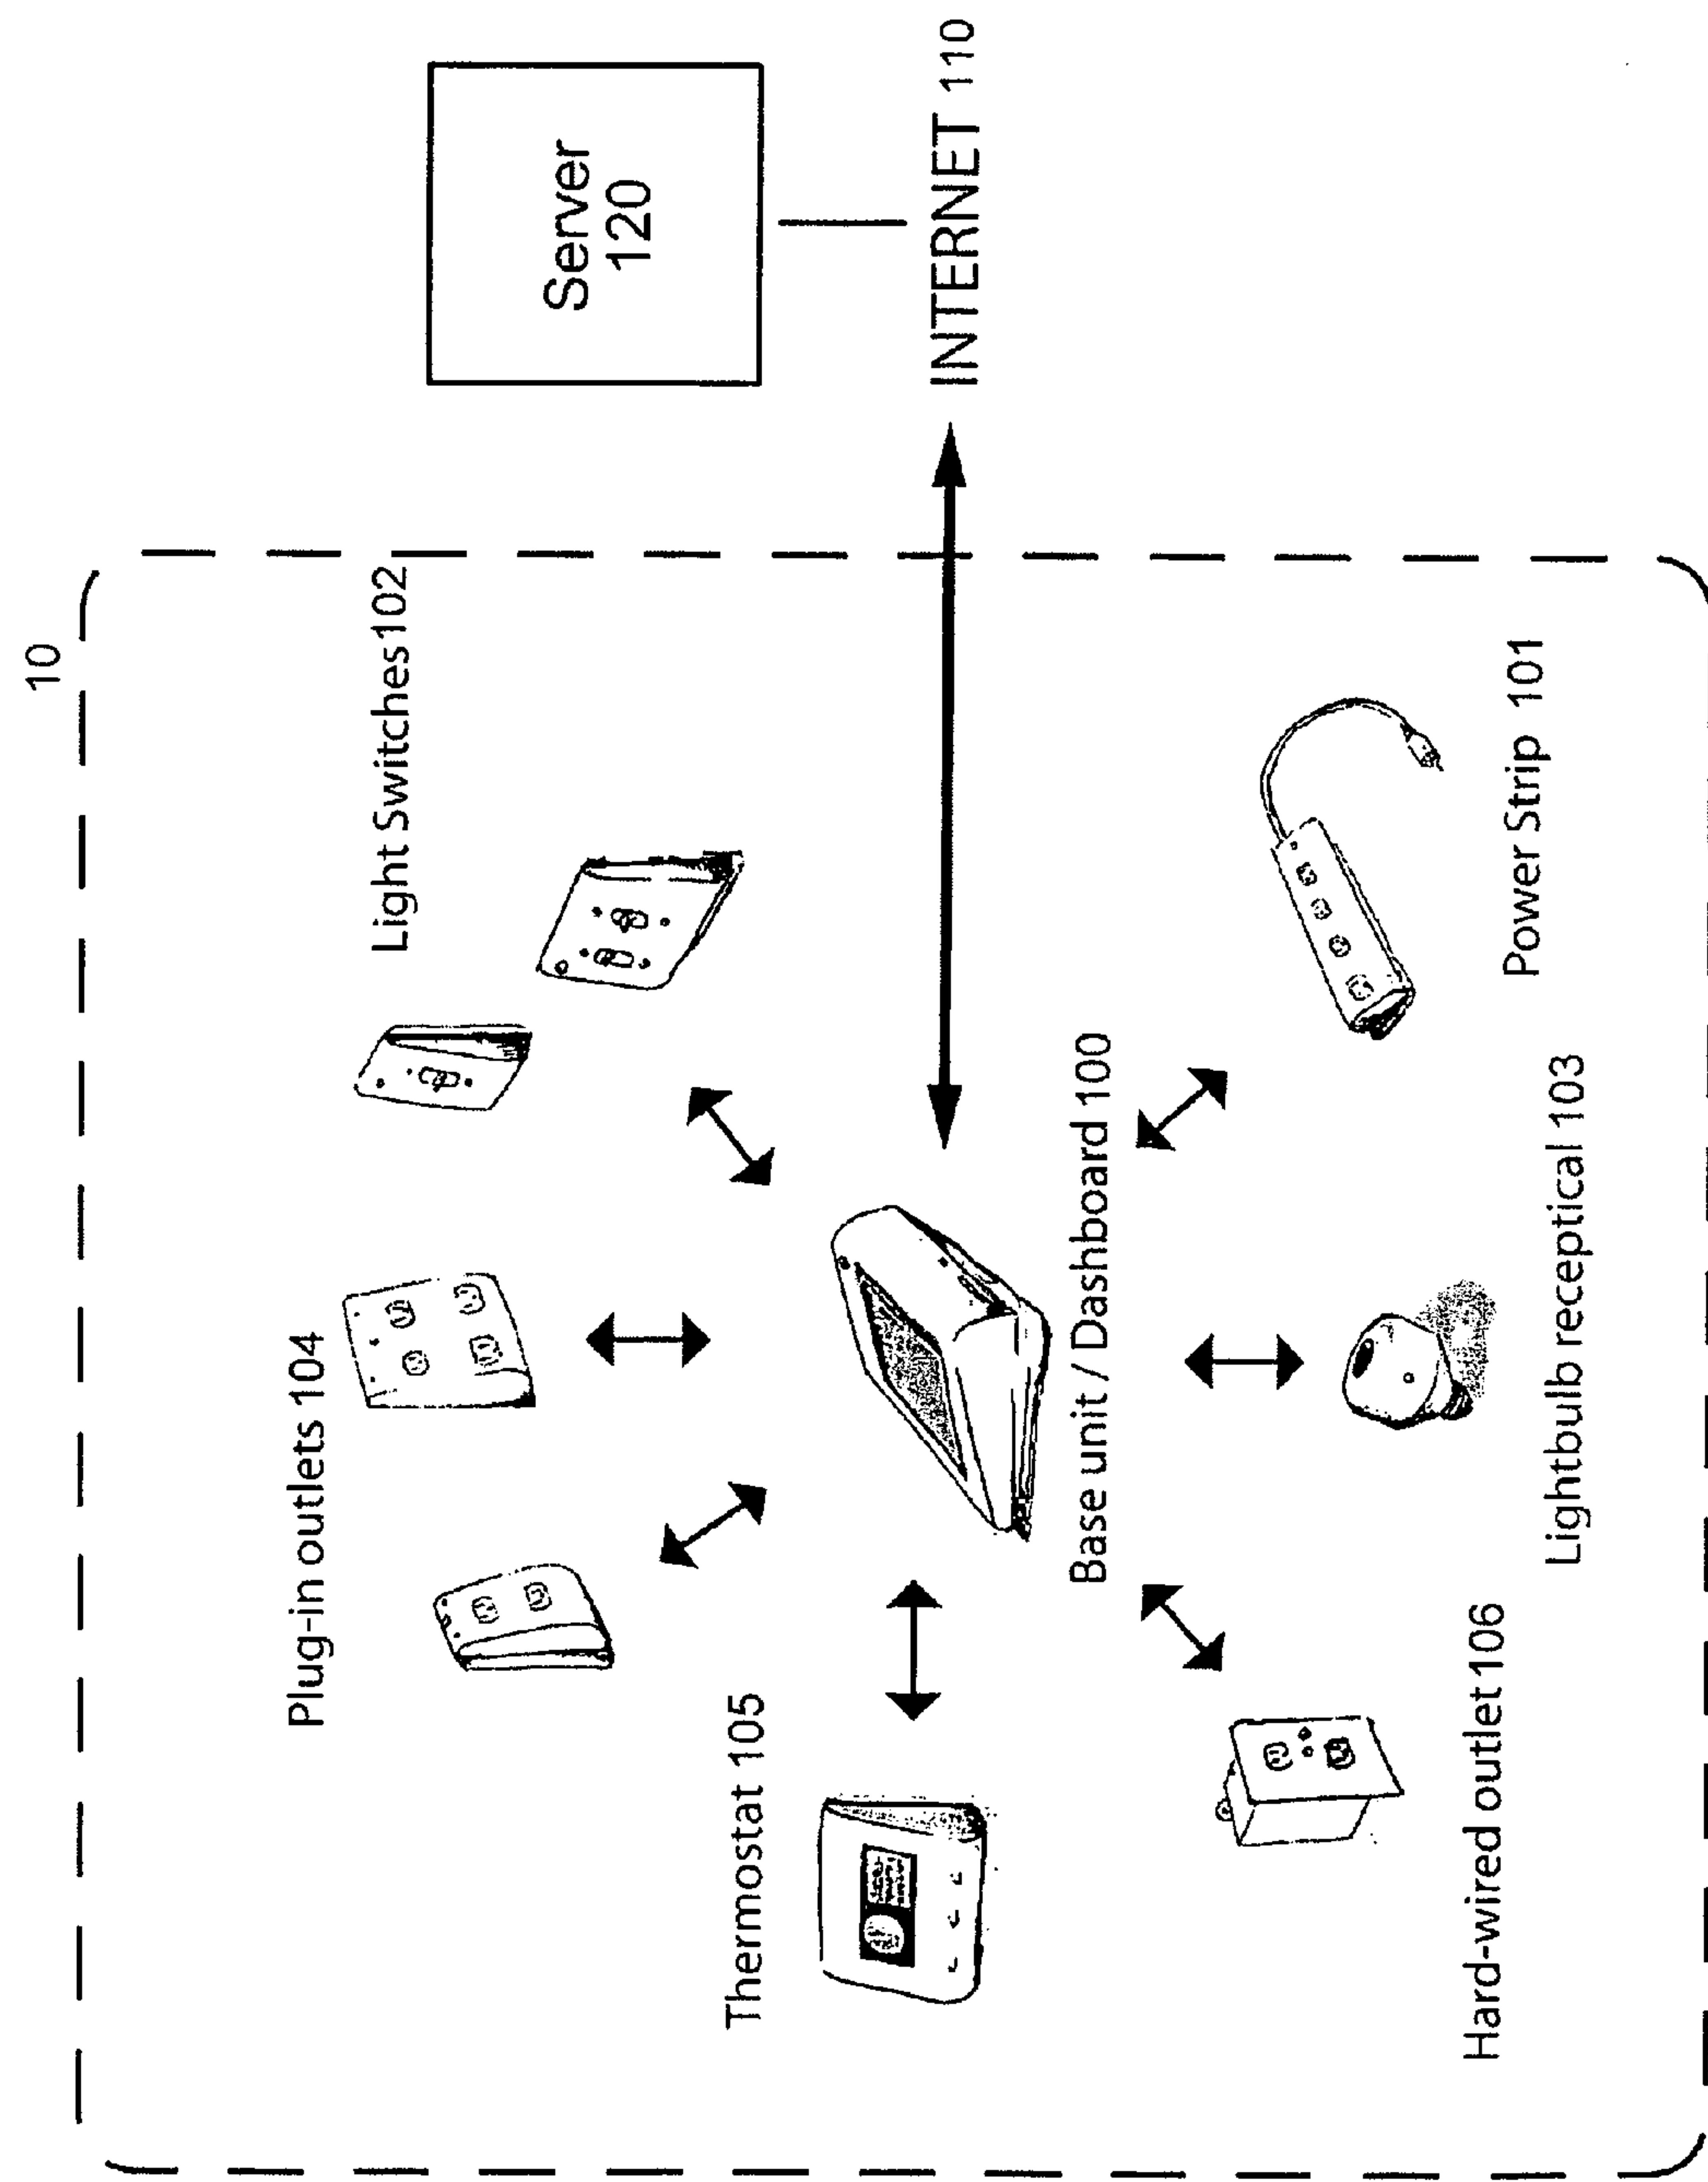 10
Plug-in outlets 104
Light Switches102
Server
120
Thermostat 105
INTERNET 110
Base unit / Dashboard 100
Hard-wired outlet 106
Power Strip 101
Lightbulb receptical 103